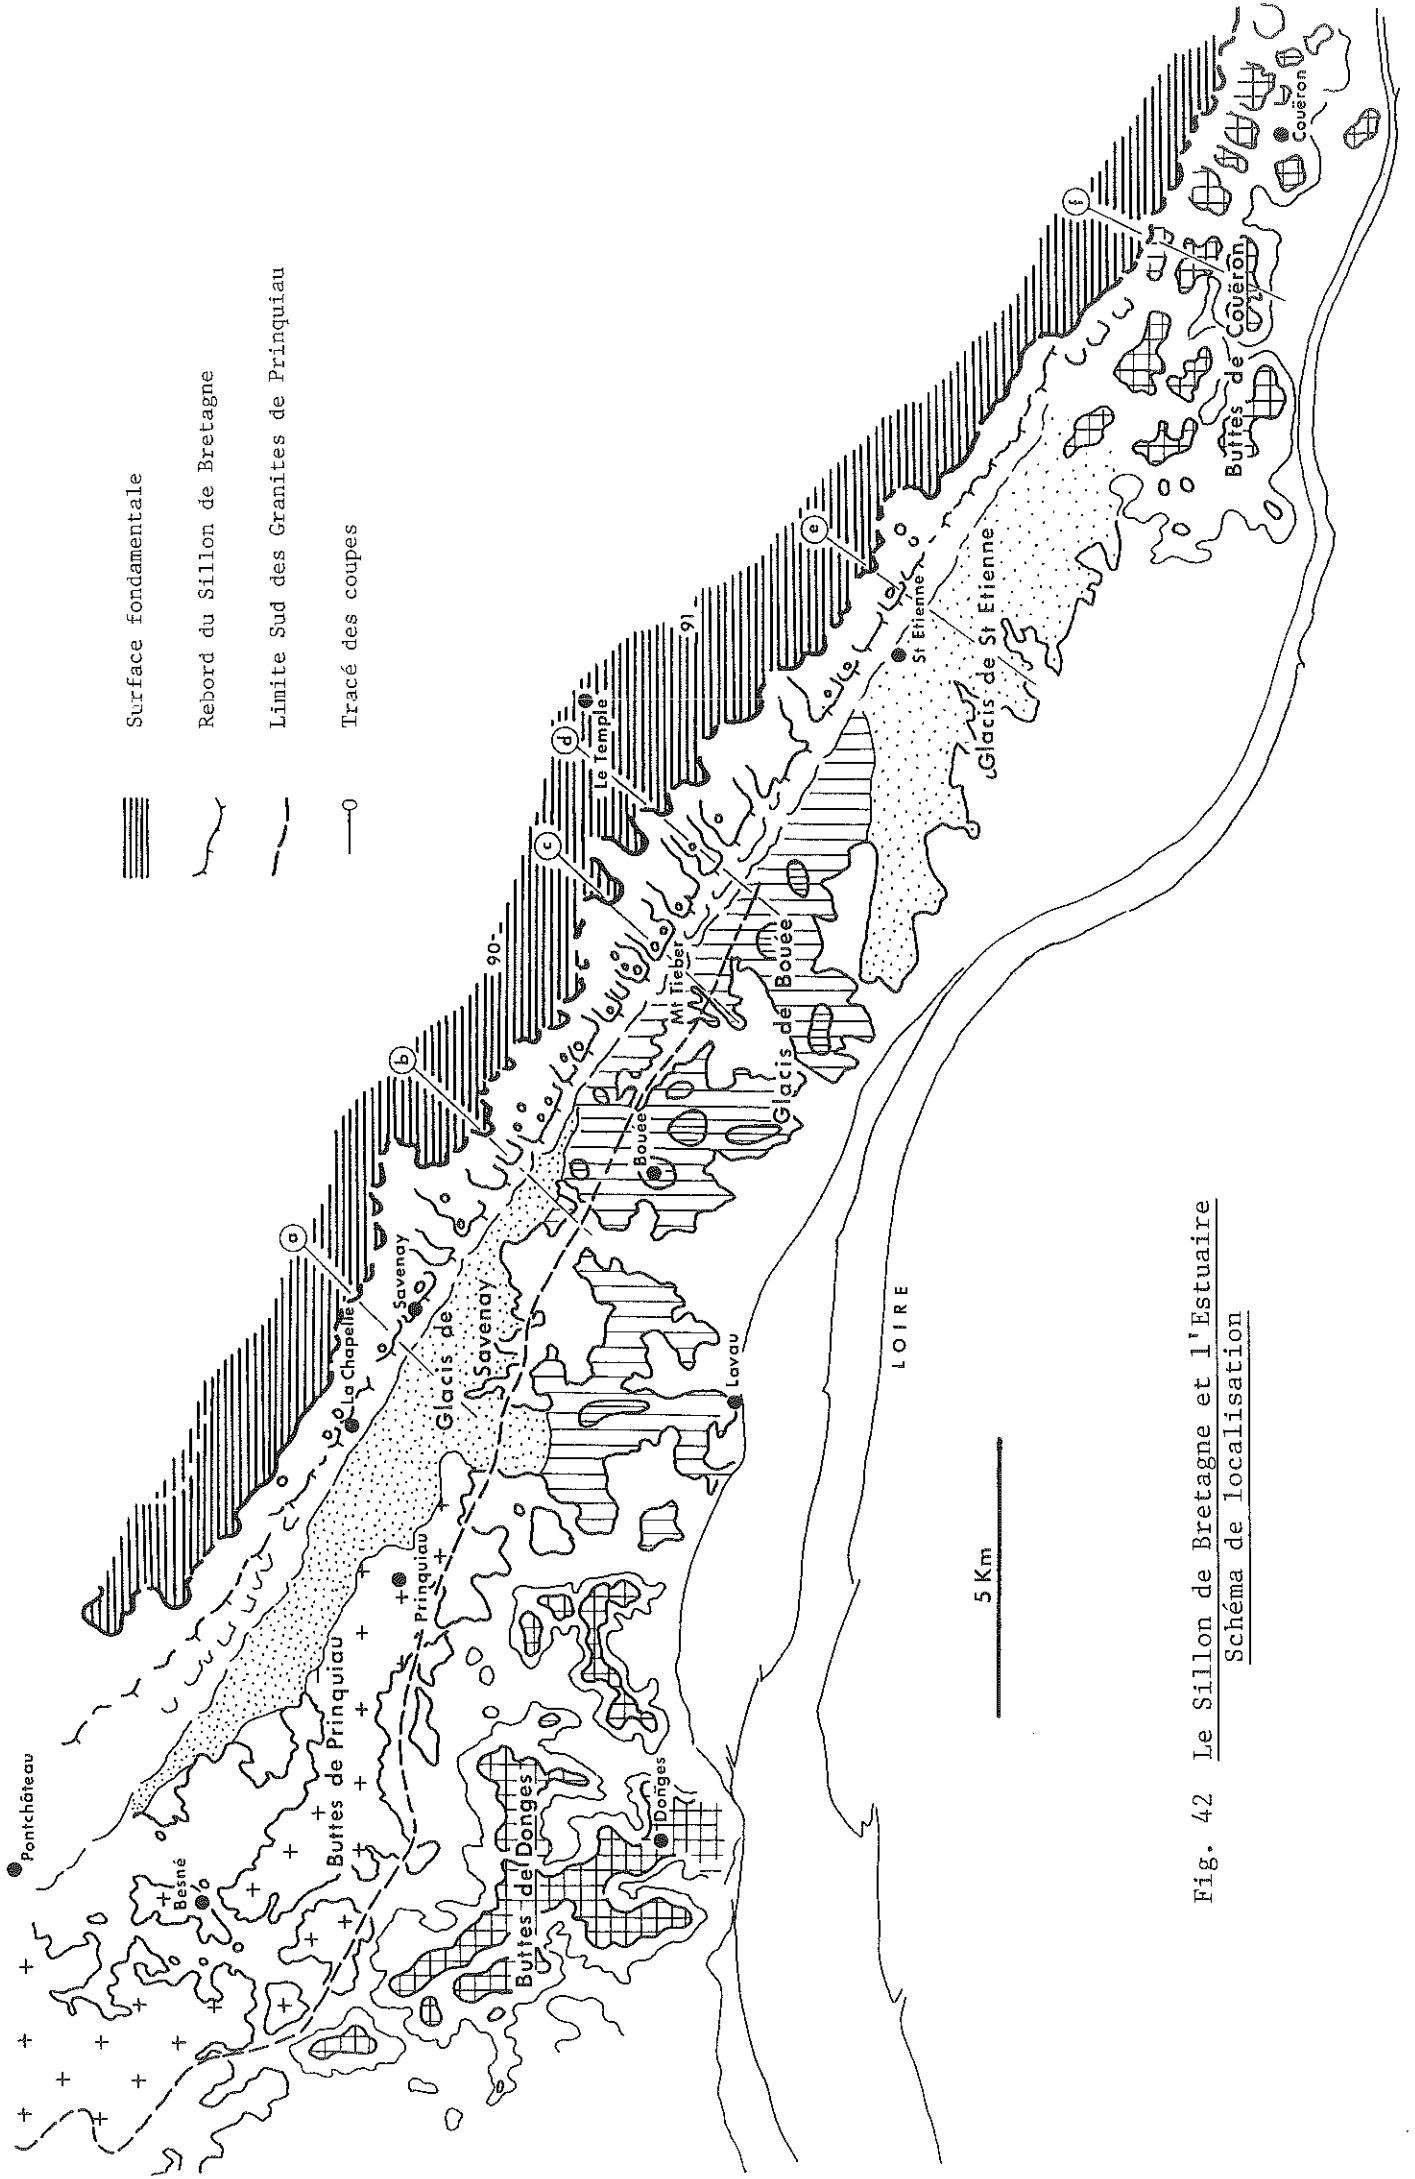 Surface fondamentale
Rebord du Sillon de Bretagne
Limite Sud des Granites de Prinquiau
Tracé des coupes
Pontchâteau
Besné
Buttes de Prinquiau
Prinquiau
La Chapelle
Savenay
Glacis de
Savenay
a
b
c
d
e
f
90
91
Le Temple
Mt Tieber
Bouée
Glacis de Bouée
St Etienne
Glacis de St Etienne
Buttes de Couëron
Couëron
Buttes de Donges
Donges
Lavau
LOIRE
5 Km
Fig. 42 Le Sillon de Bretagne et l'Estuaire
Schéma de localisation